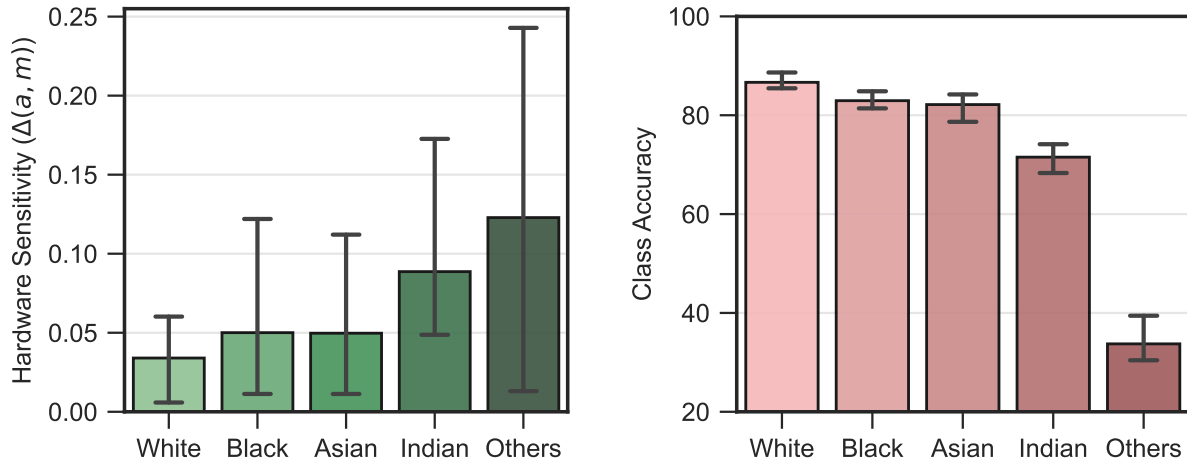 Hardware Sensitivity (Δ(a, m))
0.25
0.20
0.15
0.10
0.05
0.00
White Black Asian Indian Others
Class Accuracy
100
80
60
40
20
White Black Asian Indian Others